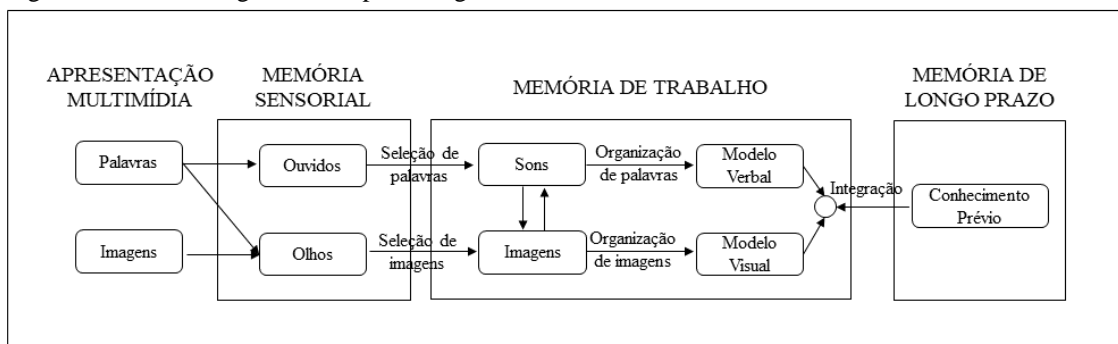 APRESENTAÇÃO
MULTIMÍDIA
MEMÓRIA
SENSORIAL
MEMÓRIA DE TRABALHO
MEMÓRIA DE
LONGO PRAZO
Palavras
Ouvidos
Seleção de
palavras
Sons
Organização
de palavras
Modelo
Verbal
Integração
Conhecimento
Prévio
Imagens
Olhos
Seleção de
imagens
Imagens
Organização
de imagens
Modelo
Visual